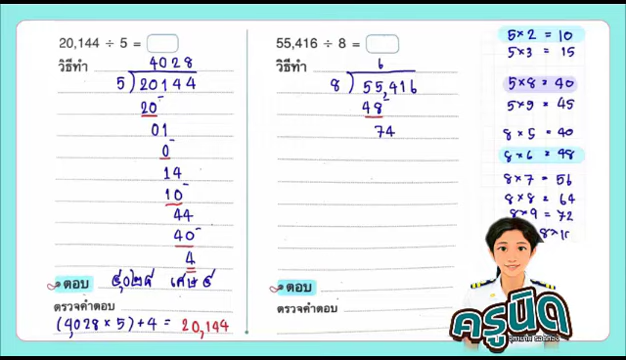 20,144 ÷ 5 =
วิธีทำ 4028
5 ) 20144
20
01
0
14
10
44
40
4
ตอบ ๔,๐๒๘ เศษ ๔
ตรวจคำตอบ
(4,028 × 5) + 4 = 20,144
55,416 ÷ 8 =
วิธีทำ 6
8 ) 55,416
48
74
ตอบ
ตรวจคำตอบ
5×2 = 10
5×3 = 15
5×8 = 40
5×9 = 45
8×5 = 40
8×6 = 48
8×7 = 56
8×8 = 64
8×9 = 72
ครูนิด